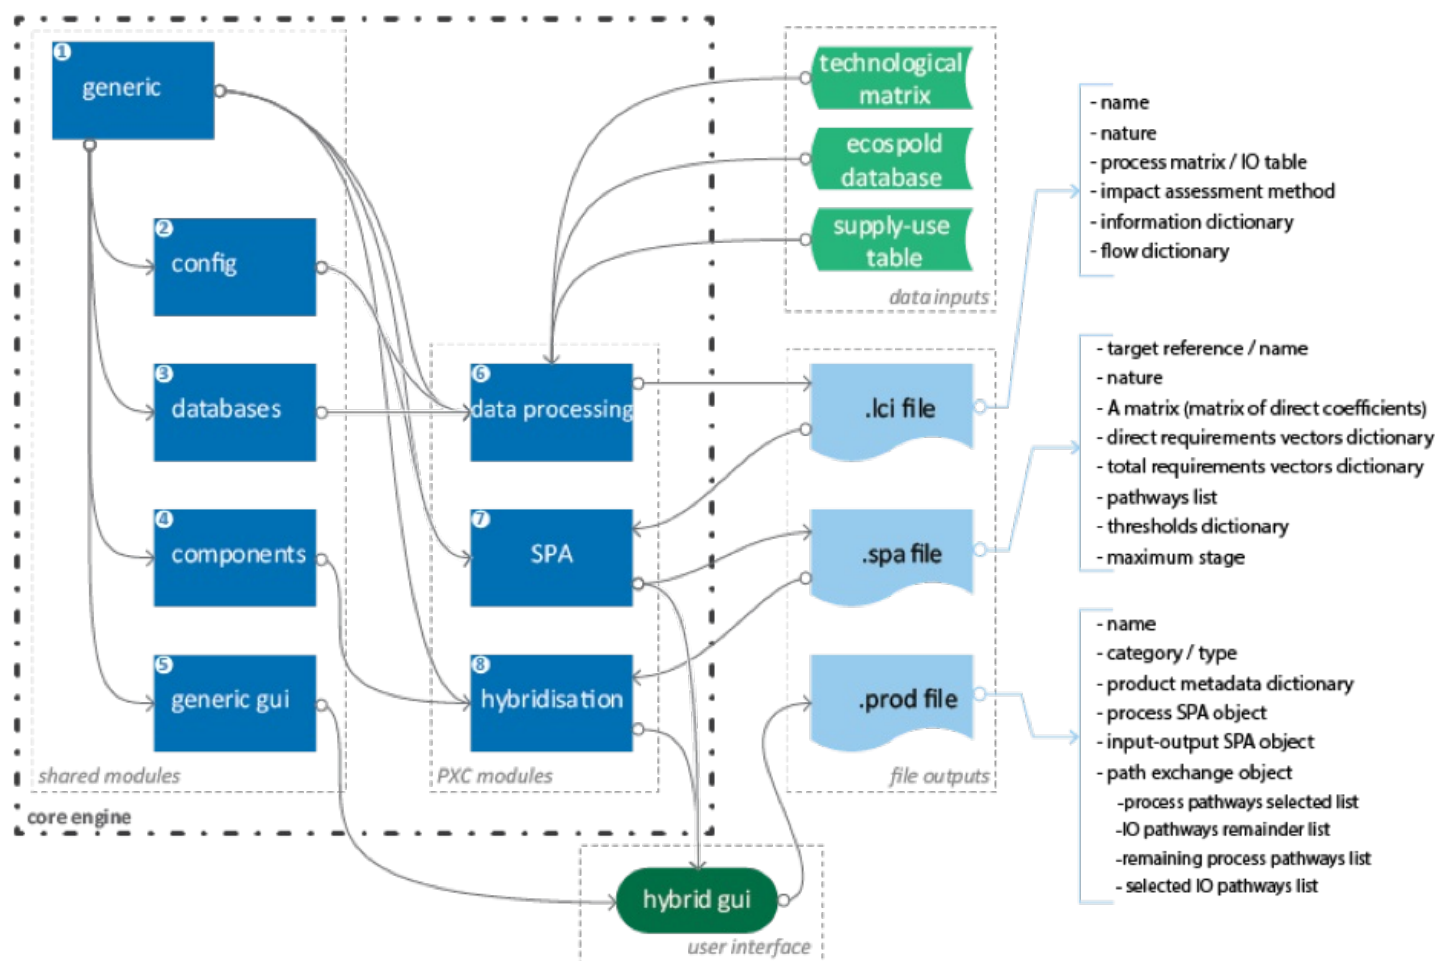 1
generic
2
config
3
databases
4
components
5
generic gui
shared modules
core engine
6
data processing
7
SPA
8
hybridisation
PXC modules
technological
matrix
ecospold
database
supply-use
table
data inputs
.lci file
.spa file
.prod file
file outputs
hybrid gui
user interface
- name
- nature
- process matrix / IO table
- impact assessment method
- information dictionary
- flow dictionary
- target reference / name
- nature
- A matrix (matrix of direct coefficients)
- direct requirements vectors dictionary
- total requirements vectors dictionary
- pathways list
- thresholds dictionary
- maximum stage
- name
- category / type
- product metadata dictionary
- process SPA object
- input-output SPA object
- path exchange object
-process pathways selected list
-IO pathways remainder list
-remaining process pathways list
- selected IO pathways list